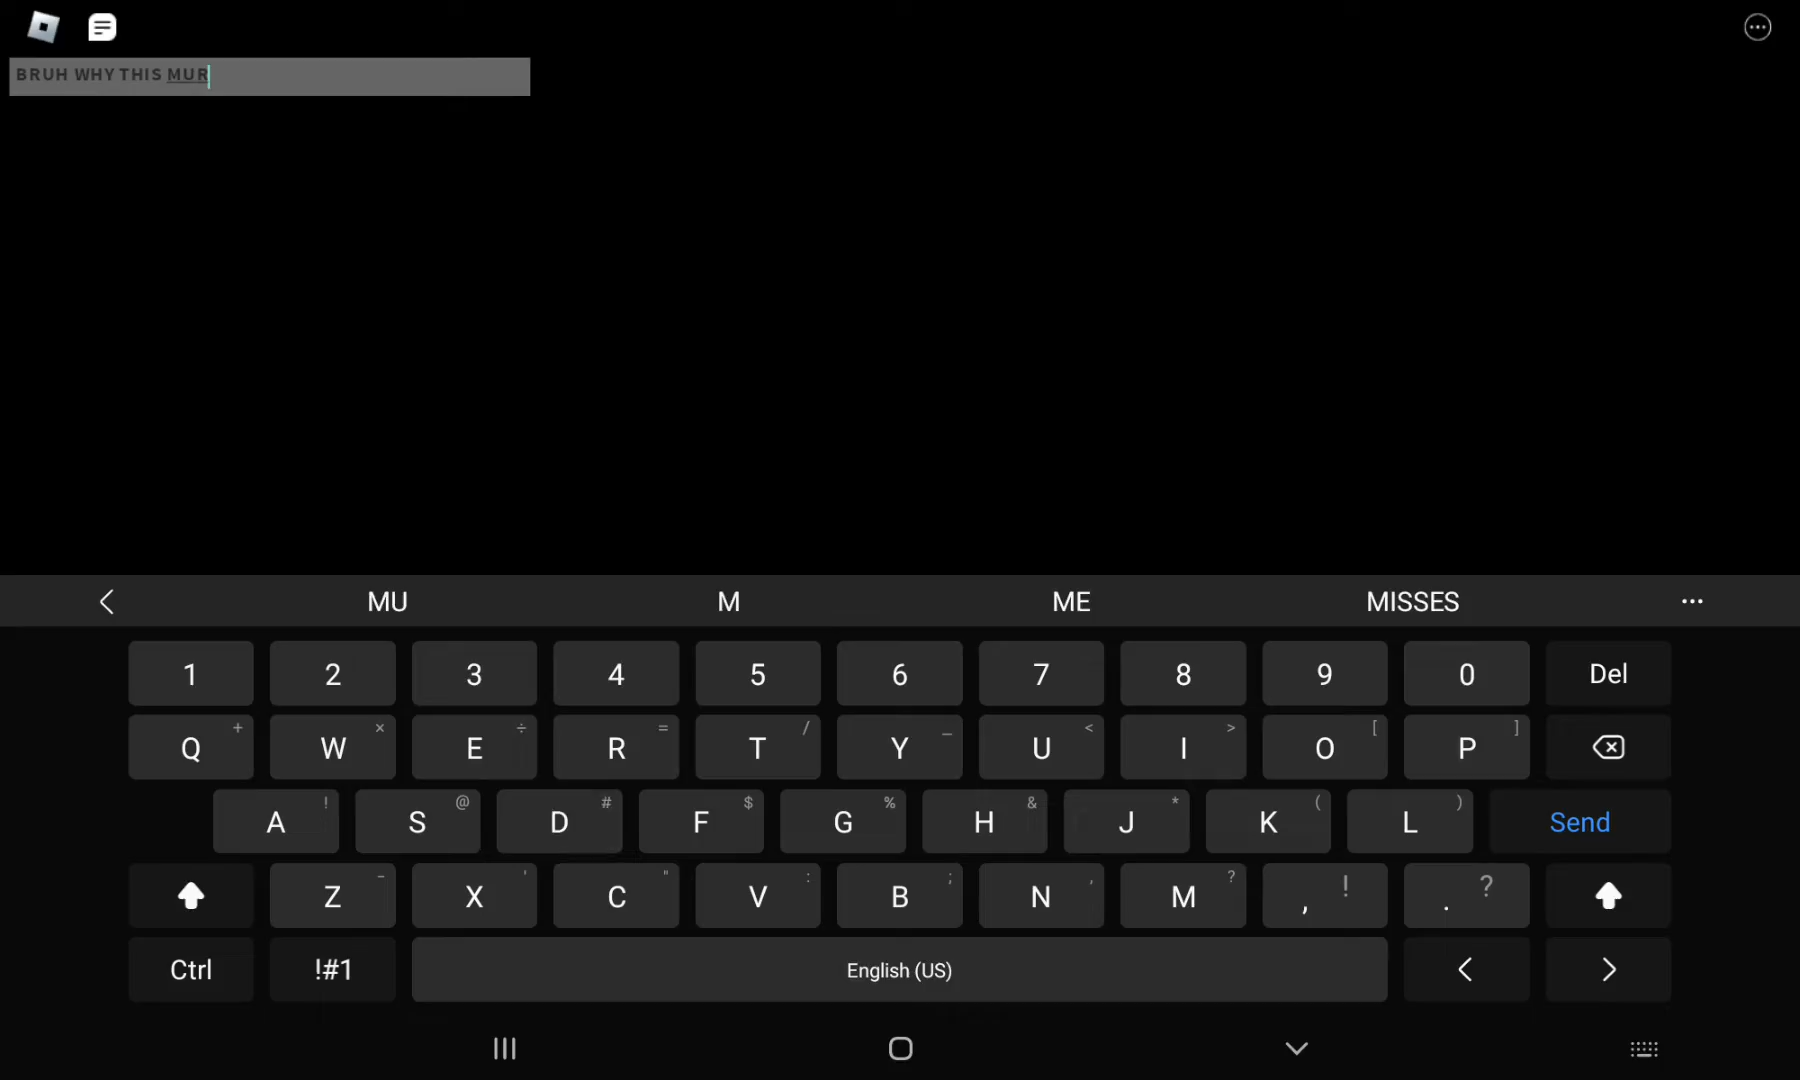 BRUH WHY THIS MUR
MU M ME MISSES
1 2 3 4 5 6 7 8 9 0 Del
Q + W × E ÷ R = T / Y _ U < I > O [ P ]
A ! S @ D # F $ G % H & J * K ( L ) Send
Z - X ' C " V : B ; N , M ? , ! . ?
Ctrl !#1 English (US) < >